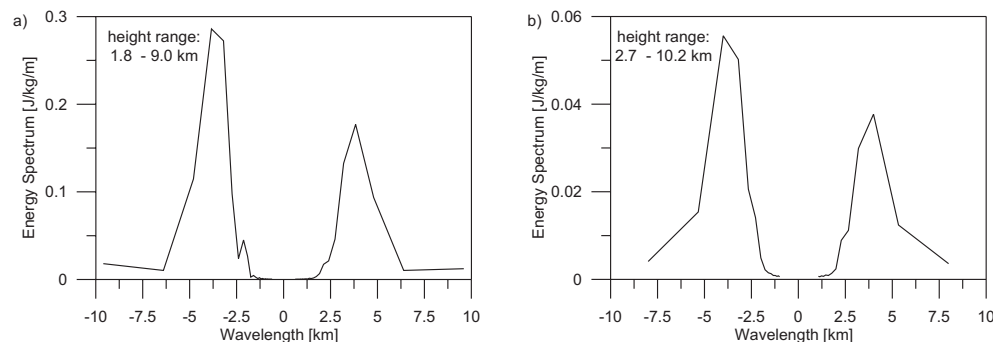 a)
height range:
1.8 - 9.0 km
0.3
0.2
0.1
0
Energy Spectrum [J/kg/m]
-10 -7.5 -5 -2.5 0 2.5 5 7.5 10
Wavelength [km]
b)
height range:
2.7 - 10.2 km
0.06
0.04
0.02
0
Energy Spectrum [J/kg/m]
-10 -7.5 -5 -2.5 0 2.5 5 7.5 10
Wavelength [km]